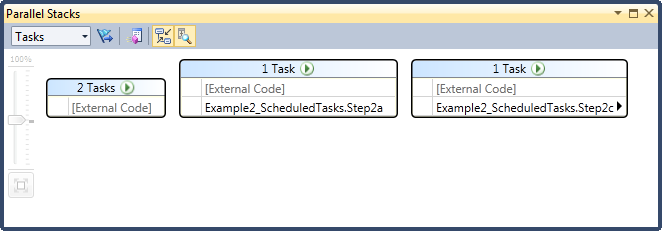 Parallel Stacks
Tasks
100%
2 Tasks
[External Code]
1 Task
[External Code]
Example2_ScheduledTasks.Step2a
1 Task
[External Code]
Example2_ScheduledTasks.Step2c